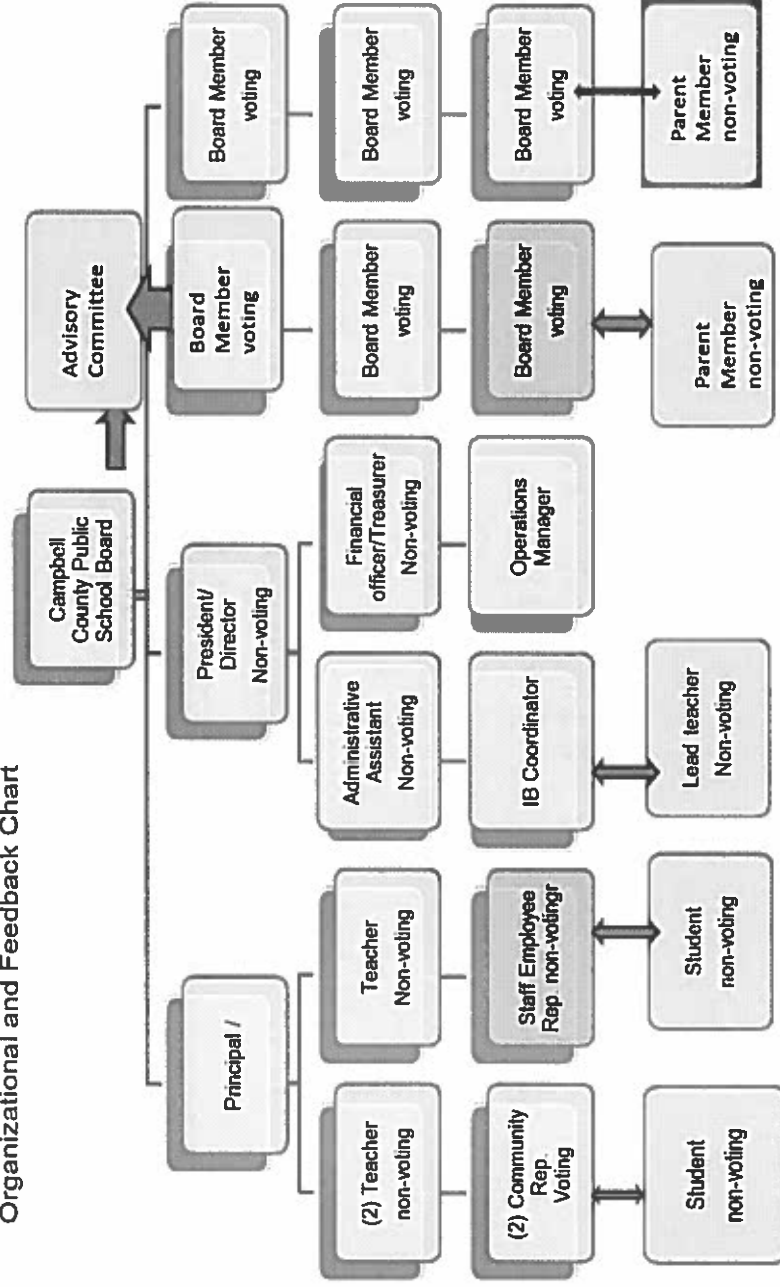 Organizational and Feedback Chart
Campbell
County Public
School Board
Advisory
Committee
Principal /
President/
Director
Non-voting
Board
Member
voting
Board Member
voting
(2) Teacher
non-voting
Teacher
Non-voting
Administrative
Assistant
Non-voting
Financial
officer/Treasurer
Non-voting
Board Member
voting
Board Member
voting
(2) Community
Rep.
Voting
Staff Employee
Rep. non-votingr
IB Coordinator
Operations
Manager
Board Member
voting
Board Member
voting
Student
non-voting
Student
non-voting
Lead teacher
Non-voting
Parent
Member
non-voting
Parent
Member
non-voting